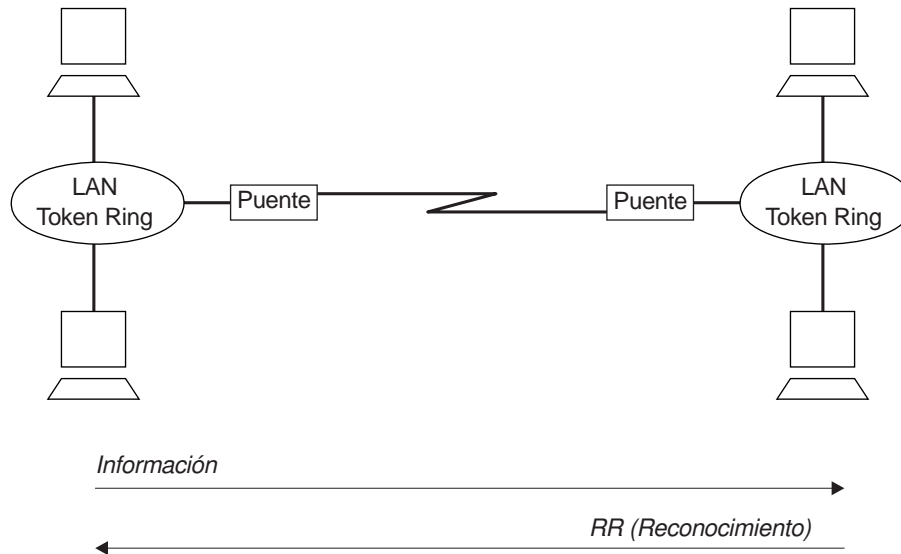 LAN
Token Ring
Puente
Puente
LAN
Token Ring
Información
RR (Reconocimiento)